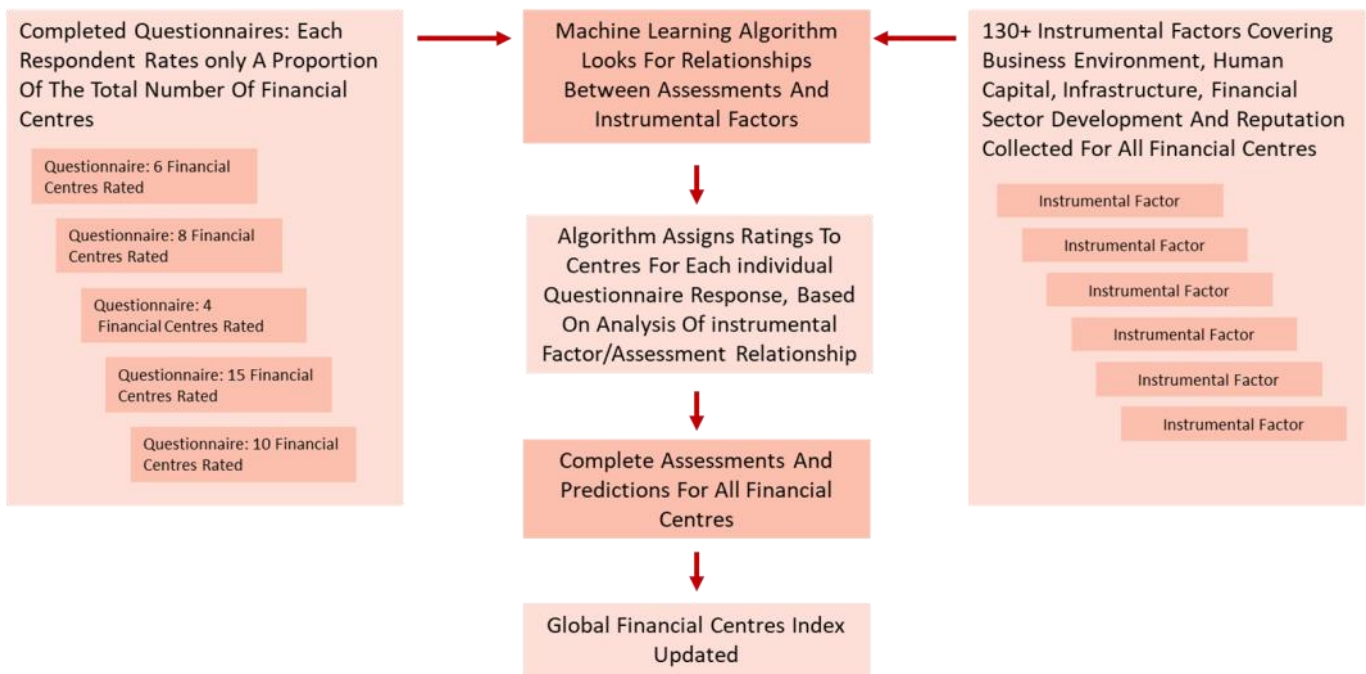 Completed Questionnaires: Each
Respondent Rates only A Proportion
Of The Total Number Of Financial
Centres
Questionnaire: 6 Financial
Centres Rated
Questionnaire: 8 Financial
Centres Rated
Questionnaire: 4
Financial Centres Rated
Questionnaire: 15 Financial
Centres Rated
Questionnaire: 10 Financial
Centres Rated
Machine Learning Algorithm
Looks For Relationships
Between Assessments And
Instrumental Factors
Algorithm Assigns Ratings To
Centres For Each individual
Questionnaire Response, Based
On Analysis Of instrumental
Factor/Assessment Relationship
Complete Assessments And
Predictions For All Financial
Centres
Global Financial Centres Index
Updated
130+ Instrumental Factors Covering
Business Environment, Human
Capital, Infrastructure, Financial
Sector Development And Reputation
Collected For All Financial Centres
Instrumental Factor
Instrumental Factor
Instrumental Factor
Instrumental Factor
Instrumental Factor
Instrumental Factor